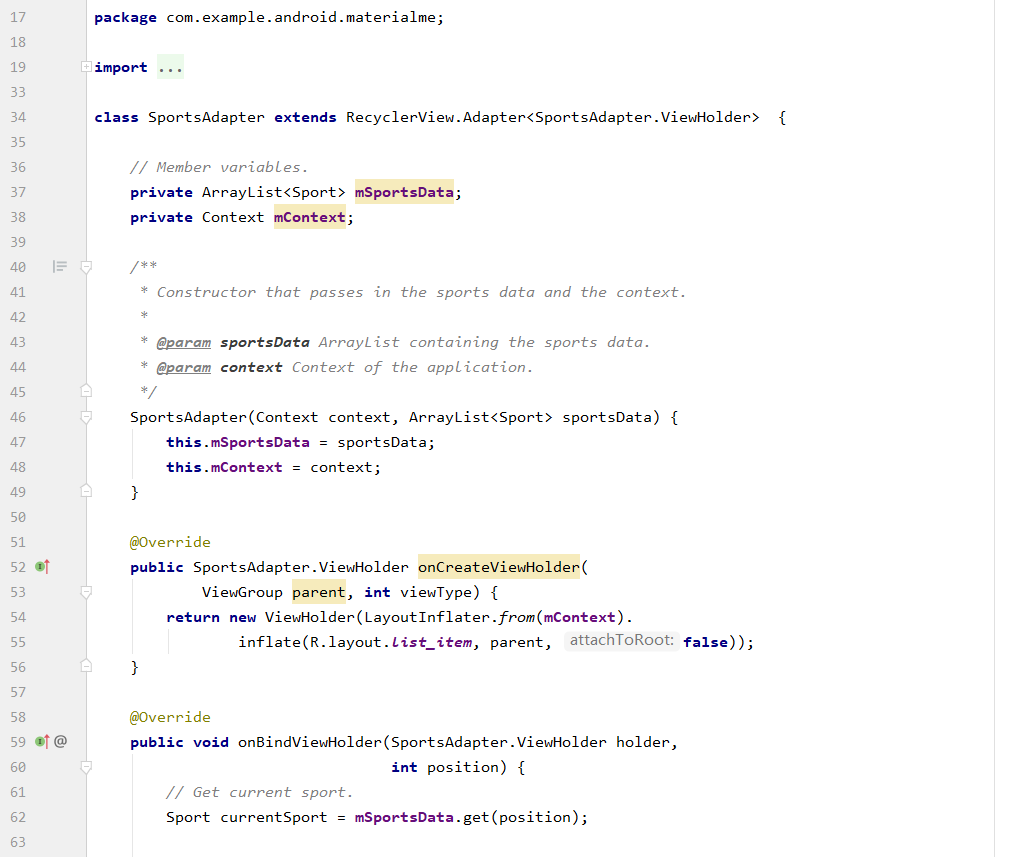 17 package com.example.android.materialme;
18
19 import ...
33
34 class SportsAdapter extends RecyclerView.Adapter<SportsAdapter.ViewHolder>  {
35
36     // Member variables.
37     private ArrayList<Sport> mSportsData;
38     private Context mContext;
39
40     /**
41      * Constructor that passes in the sports data and the context.
42      *
43      * @param sportsData ArrayList containing the sports data.
44      * @param context Context of the application.
45      */
46     SportsAdapter(Context context, ArrayList<Sport> sportsData) {
47         this.mSportsData = sportsData;
48         this.mContext = context;
49     }
50
51     @Override
52     public SportsAdapter.ViewHolder onCreateViewHolder(
53             ViewGroup parent, int viewType) {
54         return new ViewHolder(LayoutInflater.from(mContext).
55                 inflate(R.layout.list_item, parent, attachToRoot: false));
56     }
57
58     @Override
59 @   public void onBindViewHolder(SportsAdapter.ViewHolder holder,
60                                  int position) {
61         // Get current sport.
62         Sport currentSport = mSportsData.get(position);
63